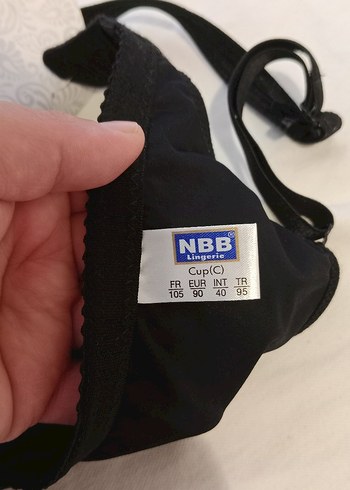 NBB®
Lingerie
Cup(C)
FR EUR INT TR
105 90 40 95